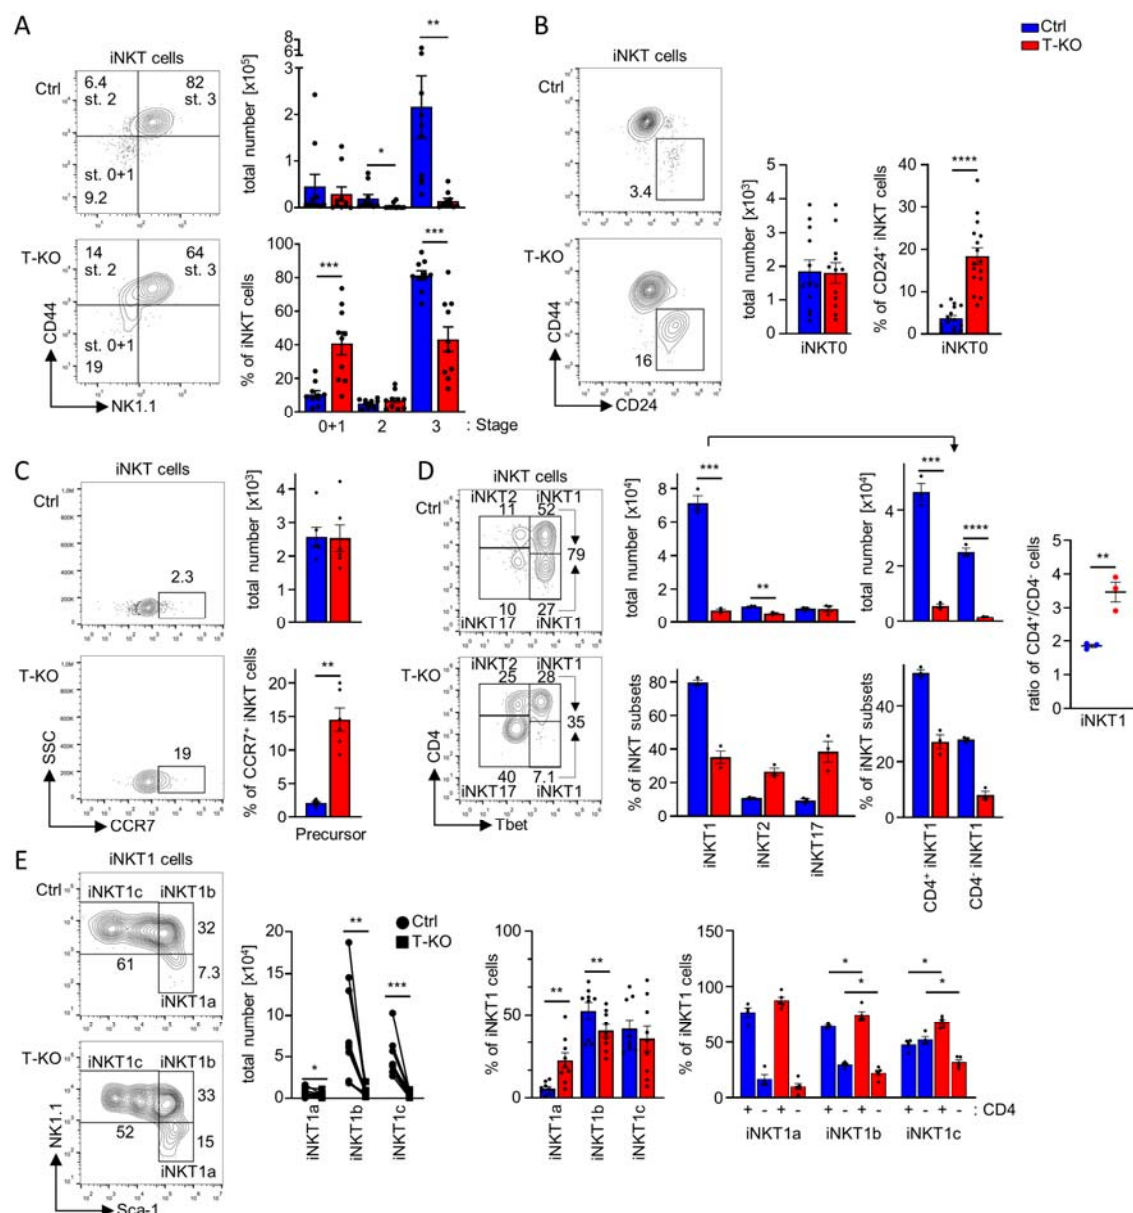 A
iNKT cells
Ctrl
6.4
st. 2
82
st. 3
st. 0+1
9.2
T-KO
14
st. 2
64
st. 3
st. 0+1
19
CD44
NK1.1
total number [x10⁵]
8
6
3
2
1
0
**
*
% of iNKT cells
100
80
60
40
20
0
***
***
0+1 2 3 : Stage
B
Ctrl
T-KO
iNKT cells
Ctrl
3.4
T-KO
16
CD44
CD24
total number [x10³]
5
4
3
2
1
0
iNKT0
% of CD24⁺ iNKT cells
40
30
20
10
0
****
iNKT0
C
iNKT cells
Ctrl
2.3
T-KO
19
SSC
CCR7
total number [x10³]
5
4
3
2
1
0
% of CCR7⁺ iNKT cells
20
15
10
5
0
**
Precursor
D
iNKT cells
Ctrl
iNKT2 iNKT1
11 52
79
10 27
iNKT17 iNKT1
T-KO
iNKT2 iNKT1
25 28
35
40 7.1
iNKT17 iNKT1
CD4
Tbet
total number [x10⁴]
8
6
4
2
0
***
**
% of iNKT subsets
80
60
40
20
0
iNKT1
iNKT2
iNKT17
total number [x10⁴]
4
2
0
***
****
% of iNKT subsets
40
20
0
CD4⁺ iNKT1
CD4⁻ iNKT1
ratio of CD4⁺/CD4⁻ cells
5
4
3
2
1
0
**
iNKT1
E
iNKT1 cells
Ctrl
iNKT1c iNKT1b
32
61
7.3
iNKT1a
T-KO
iNKT1c iNKT1b
33
52
15
iNKT1a
NK1.1
Sca-1
Ctrl
T-KO
total number [x10⁴]
20
15
10
5
0
*
**
***
iNKT1a
iNKT1b
iNKT1c
% of iNKT1 cells
100
50
0
**
**
iNKT1a
iNKT1b
iNKT1c
% of iNKT1 cells
150
100
50
0
*
*
*
*
+ - + - + - + - + - + - : CD4
iNKT1a iNKT1b iNKT1c